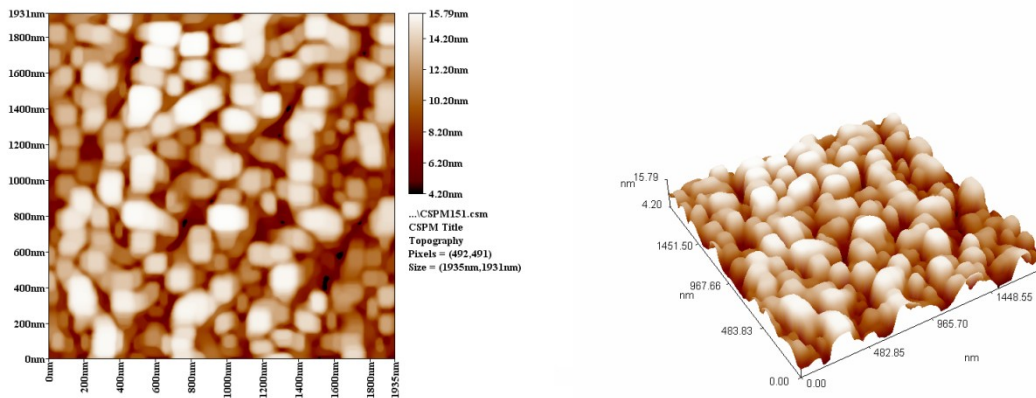 1931nm
1800nm
1600nm
1400nm
1200nm
1000nm
800nm
600nm
400nm
200nm
0nm
0nm
200nm
400nm
600nm
800nm
1000nm
1200nm
1400nm
1600nm
1800nm
1935nm
15.79nm
14.20nm
12.20nm
10.20nm
8.20nm
6.20nm
4.20nm
...\CSPM151.csm
CSPM Title
Topography
Pixels = (492,491)
Size = (1935nm,1931nm)
15.79
nm
4.20
1451.50
967.66
nm
483.83
0.00
0.00
482.85
965.70
nm
1448.55